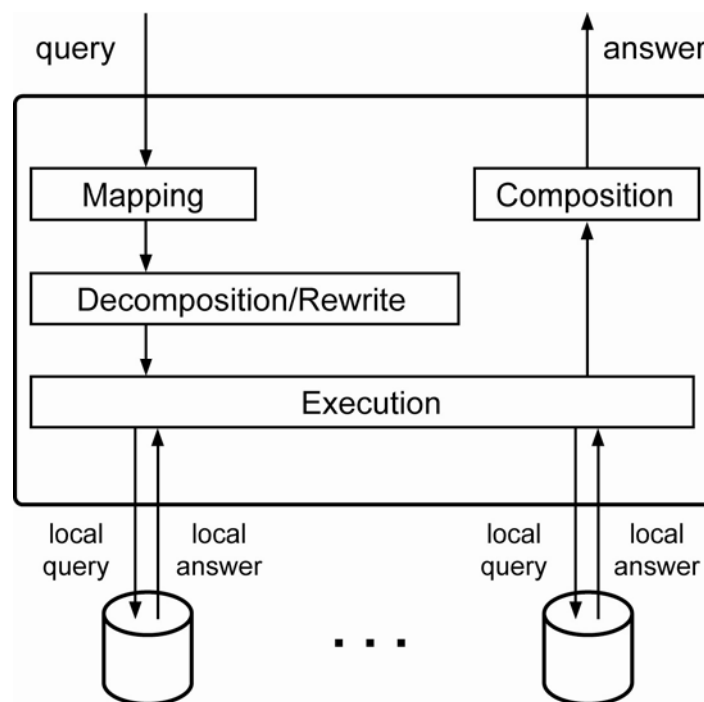 query
answer
Mapping
Composition
Decomposition/Rewrite
Execution
local
query
local
answer
local
query
local
answer
. . .